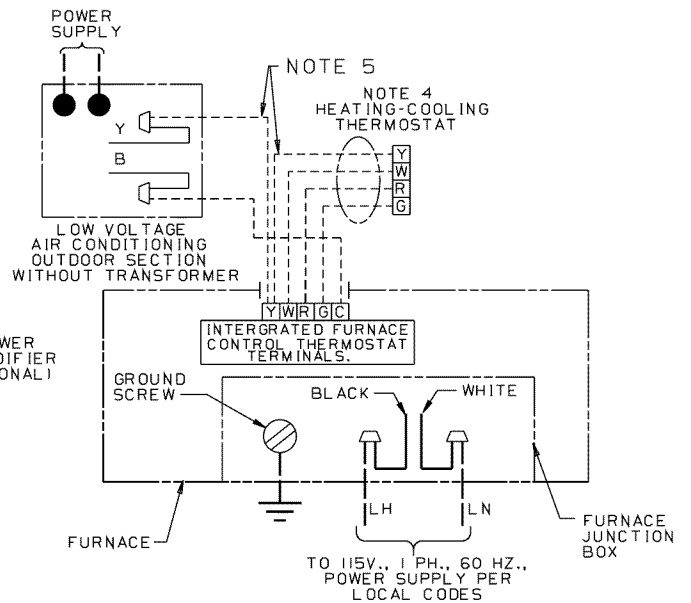 POWER
SUPPLY
NOTE 5
NOTE 4
HEATING-COOLING
THERMOSTAT
Y
B
Y
W
R
G
LOW VOLTAGE
AIR CONDITIONING
OUTDOOR SECTION
WITHOUT TRANSFORMER
Y W R G C
INTERGRATED FURNACE
CONTROL THERMOSTAT
TERMINALS.
GROUND
SCREW
BLACK
WHITE
LH
LN
FURNACE
FURNACE
JUNCTION
BOX
TO 115V., 1 PH., 60 HZ.,
POWER SUPPLY PER
LOCAL CODES